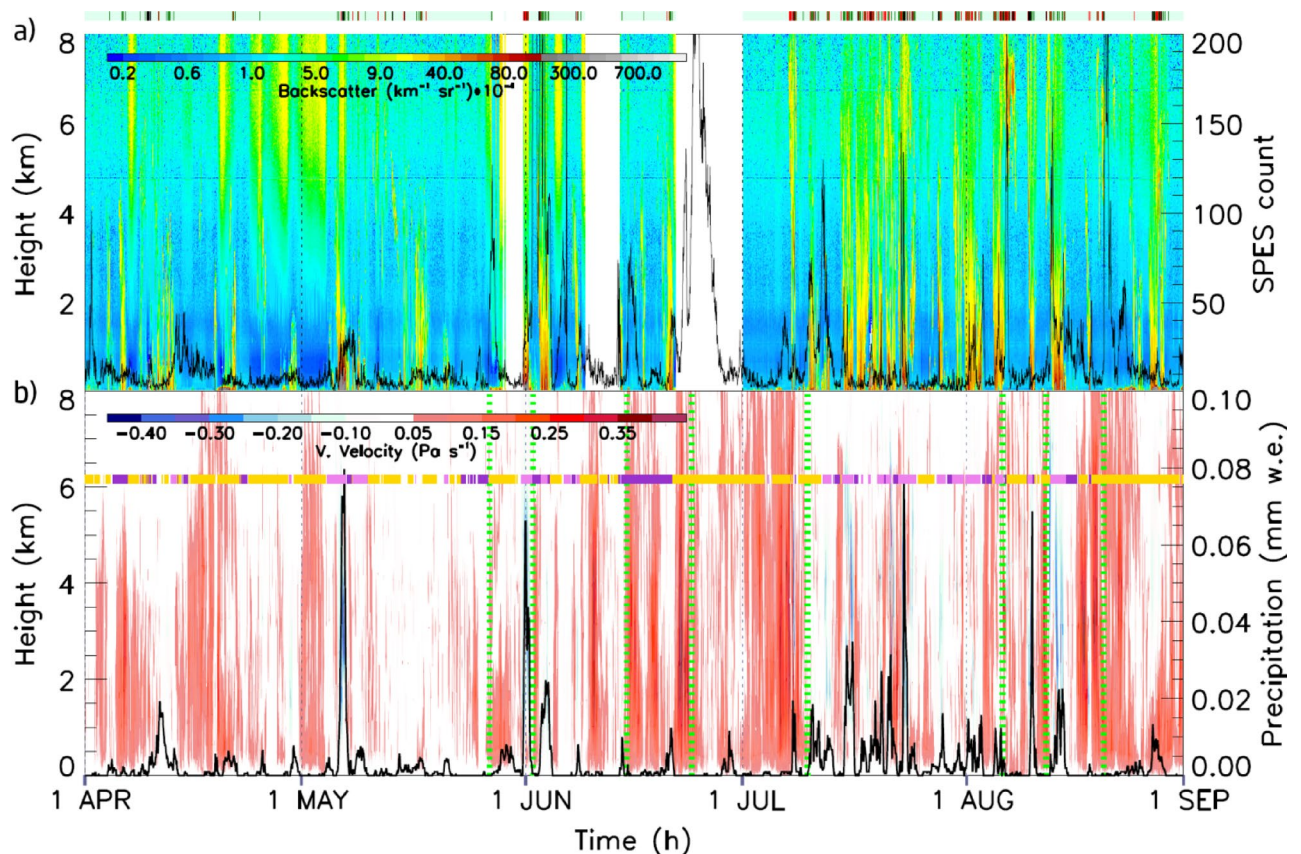 a)
8
6
4
2
0
Height (km)
0.2 0.6 1.0 5.0 9.0 40.0 80.0 300.0 700.0
Backscatter (km⁻¹ sr⁻¹)*10⁻⁴
200
150
100
50
SPES count
b)
8
6
4
2
0
Height (km)
−0.40 −0.30 −0.20 −0.10 0.05 0.15 0.25 0.35
V. Velocity (Pa s⁻¹)
0.10
0.08
0.06
0.04
0.02
0.00
Precipitation (mm w.e.)
1 APR 1 MAY 1 JUN 1 JUL 1 AUG 1 SEP
Time (h)